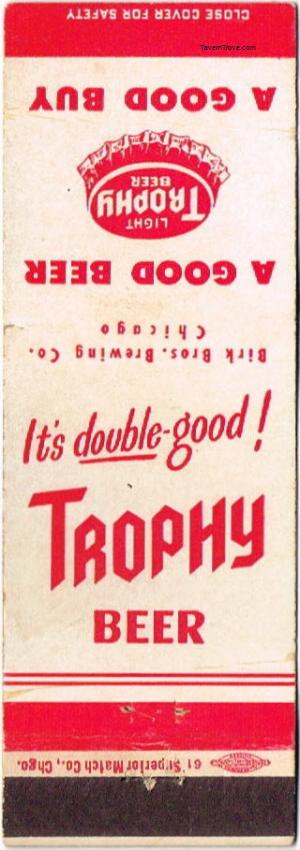 CLOSE COVER FOR SAFETY
TavernTrove.com
A GOOD BUY
LIGHT
TROPHY
BEER
A GOOD BEER
Birk Bros. Brewing Co.
Chicago
It's double-good!
TROPHY
BEER
61 Superior Match Co., Chgo.